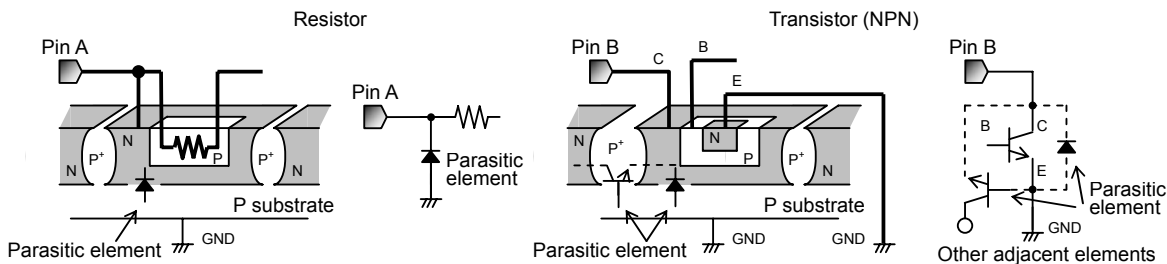 Resistor
Pin A
N
N
P+
P
P+
N
Parasitic element
P substrate
GND
Pin A
Parasitic
element
Transistor (NPN)
Pin B
C
B
E
N
P+
N
N
P
P+
N
Parasitic element
P substrate
GND
GND
Pin B
B
C
E
Parasitic
element
GND
Other adjacent elements